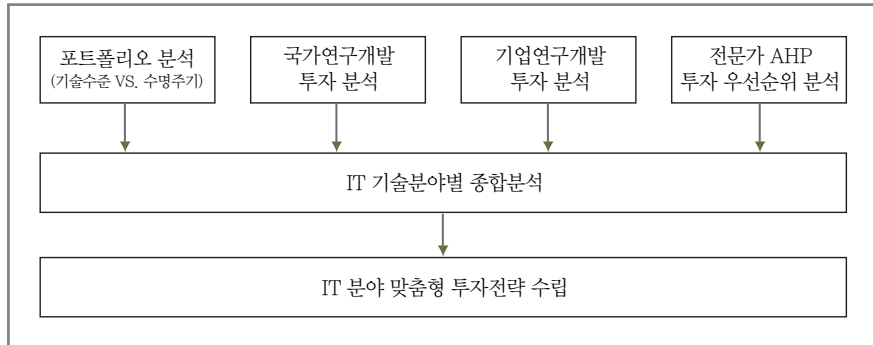 포트폴리오 분석
(기술수준 VS. 수명주기)
국가연구개발
투자 분석
기업연구개발
투자 분석
전문가 AHP
투자 우선순위 분석
IT 기술분야별 종합분석
IT 분야 맞춤형 투자전략 수립